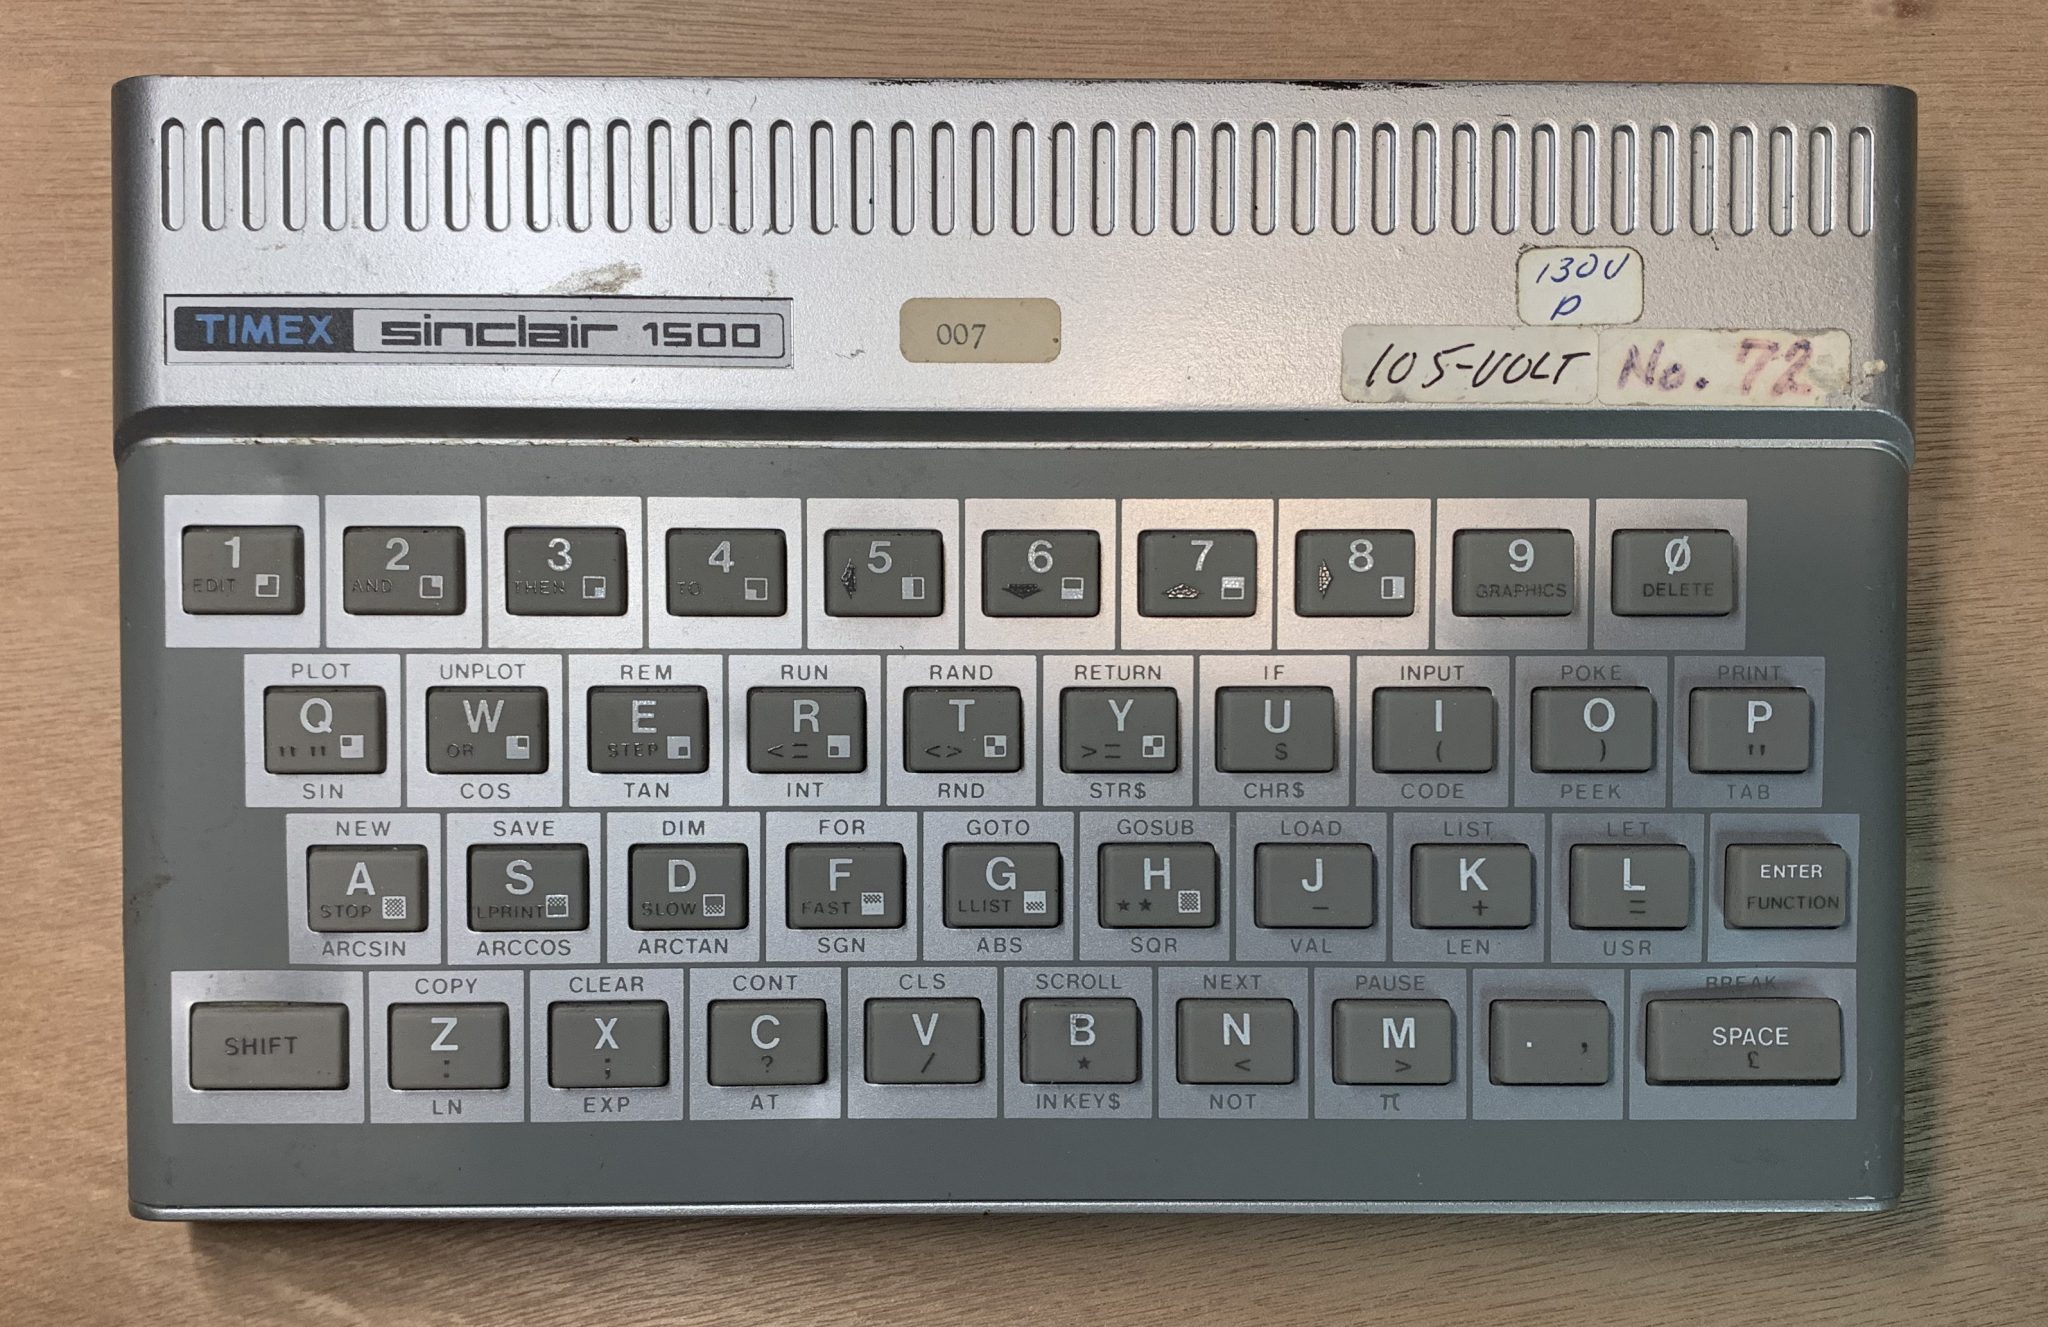 130V
P
TIMEX sinclair 1500
007
105-VOLT No. 72
1 2 3 4 5 6 7 8 9 0
EDIT AND THEN TO GRAPHICS DELETE
PLOT UNPLOT REM RUN RAND RETURN IF INPUT POKE PRINT
Q W E R T Y U I O P
" " OR STEP <= <> >= $ ( ) "
SIN COS TAN INT RND STR$ CHR$ CODE PEEK TAB
NEW SAVE DIM FOR GOTO GOSUB LOAD LIST LET
A S D F G H J K L ENTER
STOP LPRINT SLOW FAST LLIST ** - + = FUNCTION
ARCSIN ARCCOS ARCTAN SGN ABS SQR VAL LEN USR
COPY CLEAR CONT CLS SCROLL NEXT PAUSE BREAK
SHIFT Z X C V B N M . , SPACE
: ; ? / * < > £
LN EXP AT INKEY$ NOT π